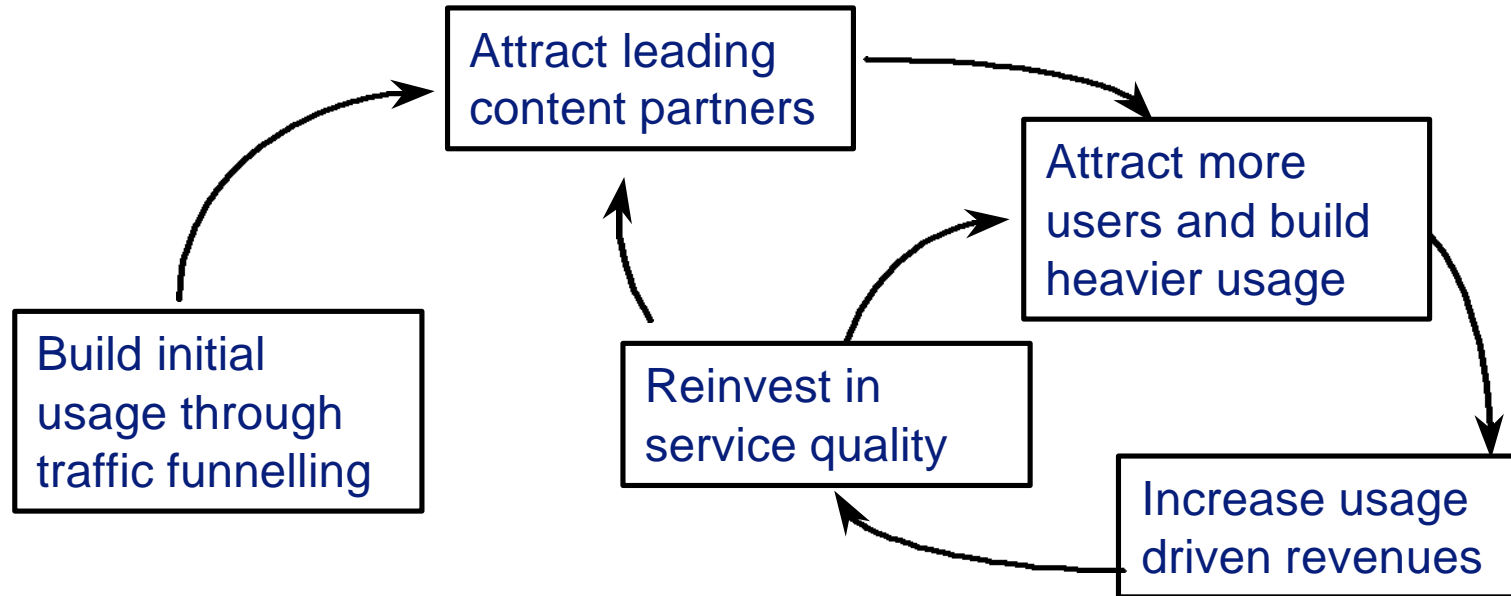 Attract leading
content partners
Attract more
users and build
heavier usage
Build initial
usage through
traffic funnelling
Reinvest in
service quality
Increase usage
driven revenues